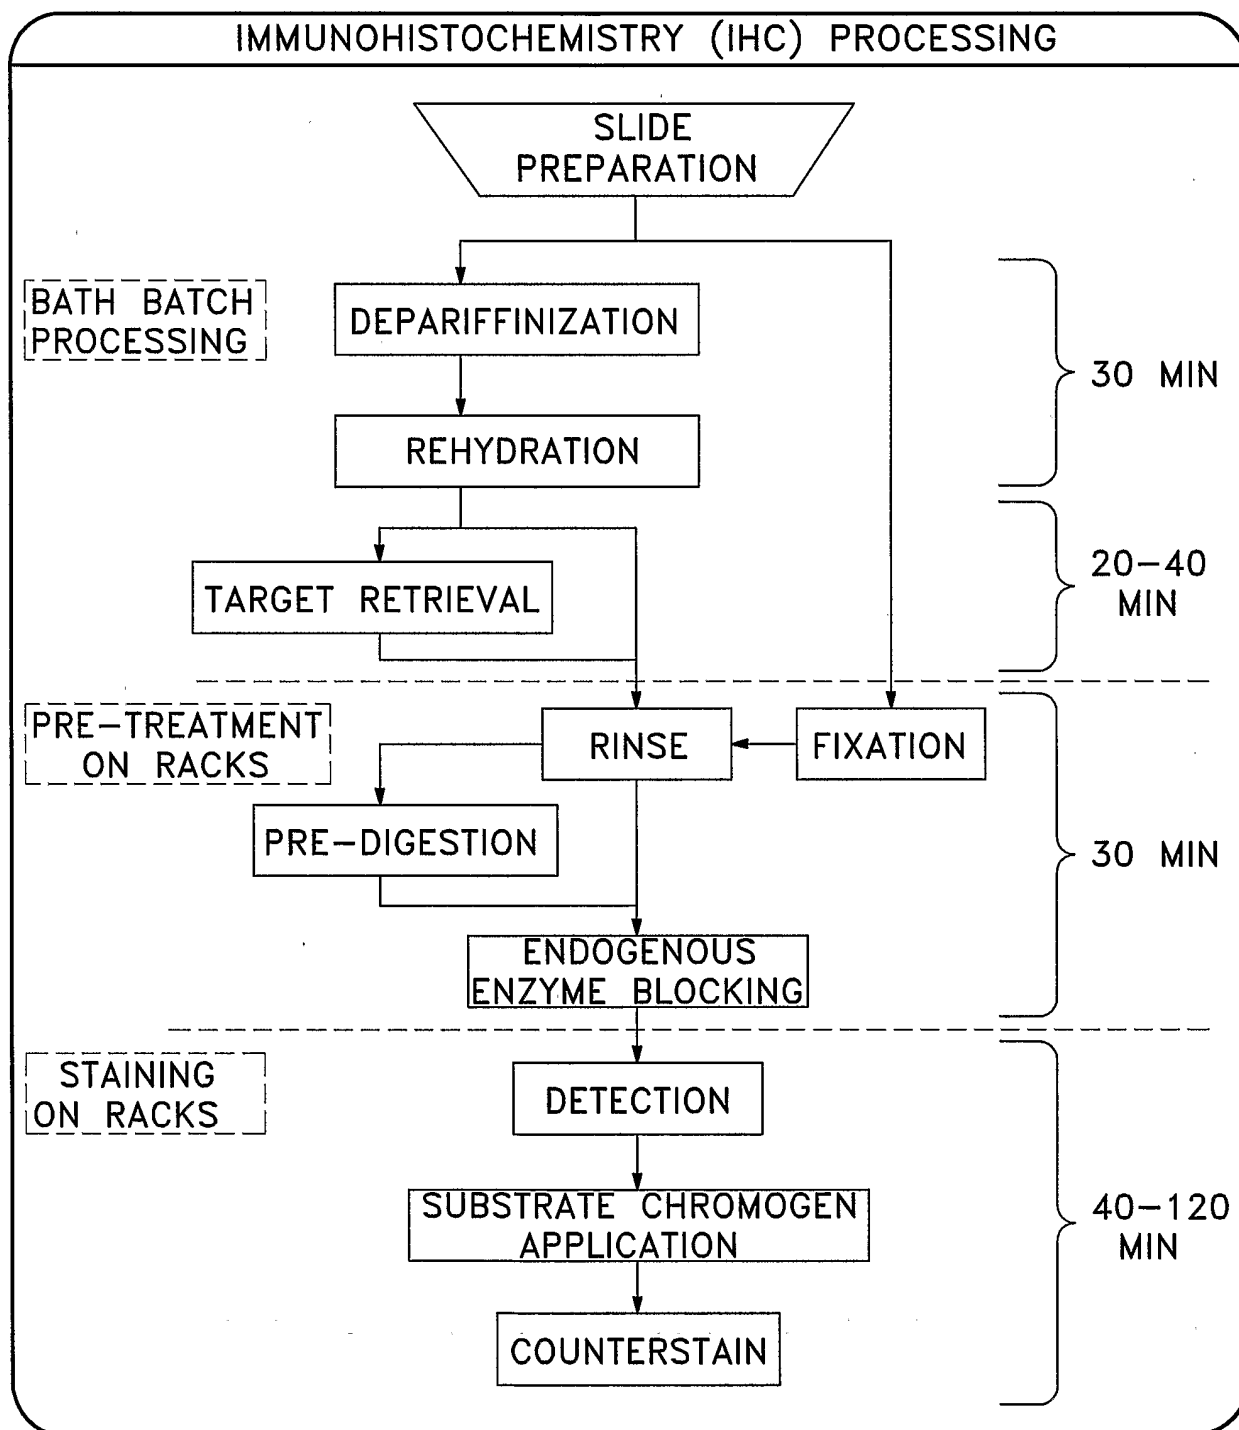 IMMUNOHISTOCHEMISTRY (IHC) PROCESSING
SLIDE
PREPARATION
BATH BATCH
PROCESSING
DEPARIFFINIZATION
30 MIN
REHYDRATION
TARGET RETRIEVAL
20-40
MIN
PRE-TREATMENT
ON RACKS
RINSE
FIXATION
PRE-DIGESTION
30 MIN
ENDOGENOUS
ENZYME BLOCKING
STAINING
ON RACKS
DETECTION
SUBSTRATE CHROMOGEN
APPLICATION
40-120
MIN
COUNTERSTAIN